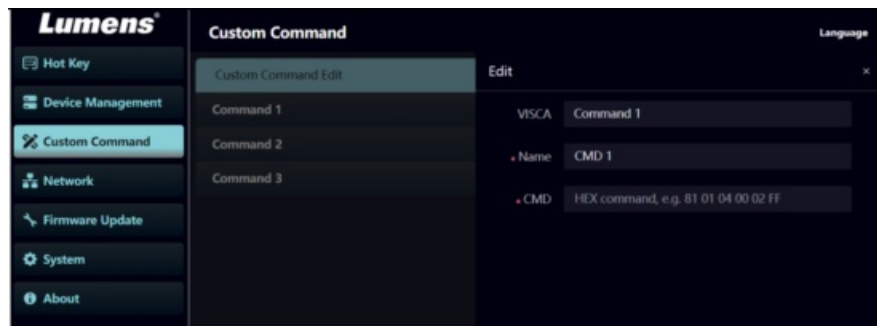 Lumens
Hot Key
Device Management
Custom Command
Network
Firmware Update
System
About
Custom Command
Language
Custom Command Edit
Command 1
Command 2
Command 3
Edit
×
VISCA Command 1
Name CMD 1
CMD HEX command, e.g. 81 01 04 00 02 FF